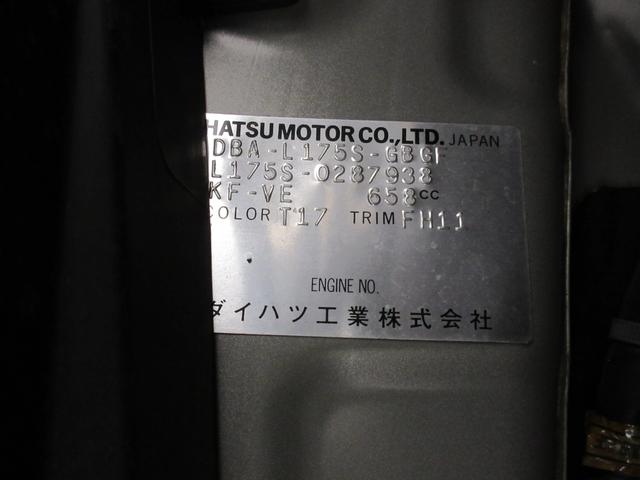 HATSU MOTOR CO.,LTD. JAPAN
DBA-L175S-GBGF
L175S-0287938
KF-VE 658CC
COLOR T17 TRIM FH11
ENGINE NO.
ダイハツ工業株式会社